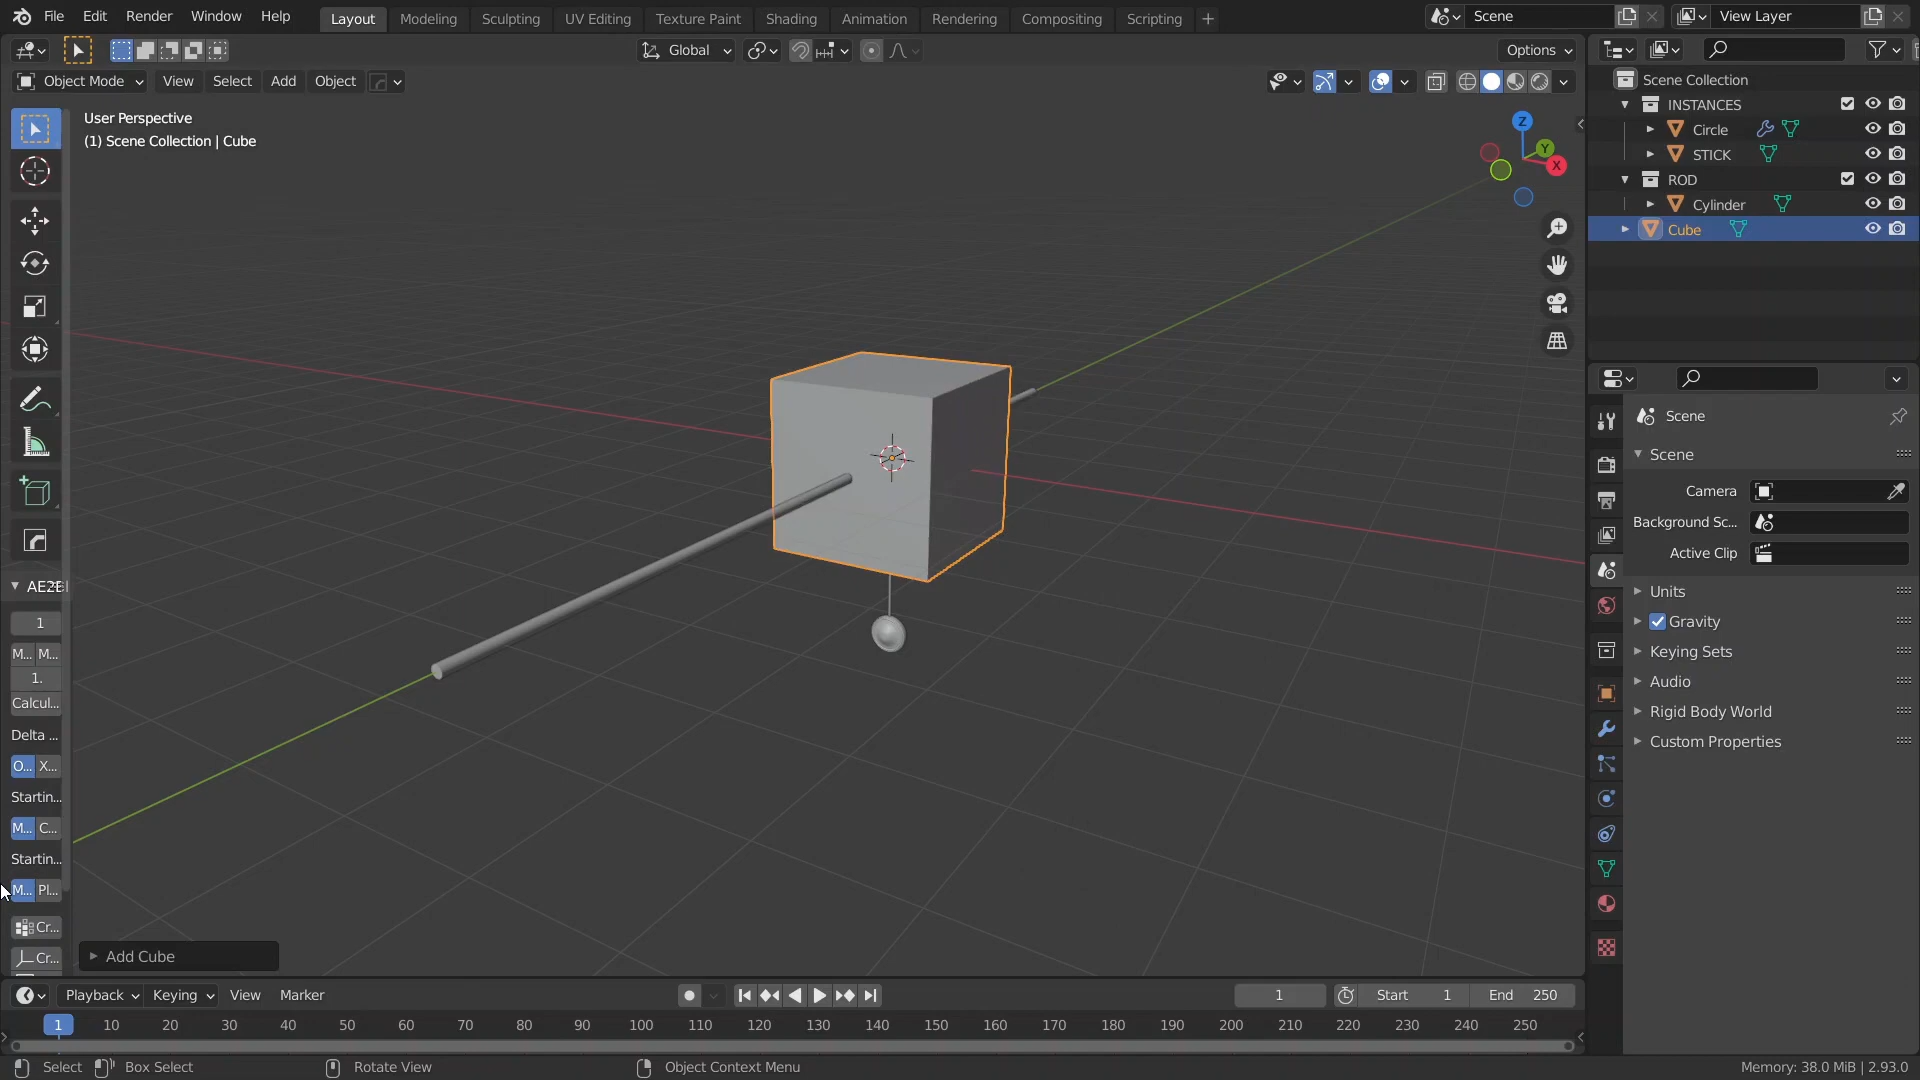 File Edit Render Window Help
Layout Modeling Sculpting UV Editing Texture Paint Shading Animation Rendering Compositing Scripting +
Scene
View Layer
Global
Options
Object Mode View Select Add Object
User Perspective
(1) Scene Collection | Cube
Z
Y
X
Scene Collection
INSTANCES
Circle
STICK
ROD
Cylinder
Cube
Scene
Scene
Camera
Background Sc...
Active Clip
Units
Gravity
Keying Sets
Audio
Rigid Body World
Custom Properties
1
M... M...
1.
Calcul...
Delta ...
O... X...
Startin...
M... C...
Startin...
M... Pl...
Cr...
Cr...
Add Cube
Playback Keying View Marker
1
Start 1
End 250
1 10 20 30 40 50 60 70 80 90 100 110 120 130 140 150 160 170 180 190 200 210 220 230 240 250
Select Box Select Rotate View Object Context Menu
Memory: 38.0 MiB | 2.93.0